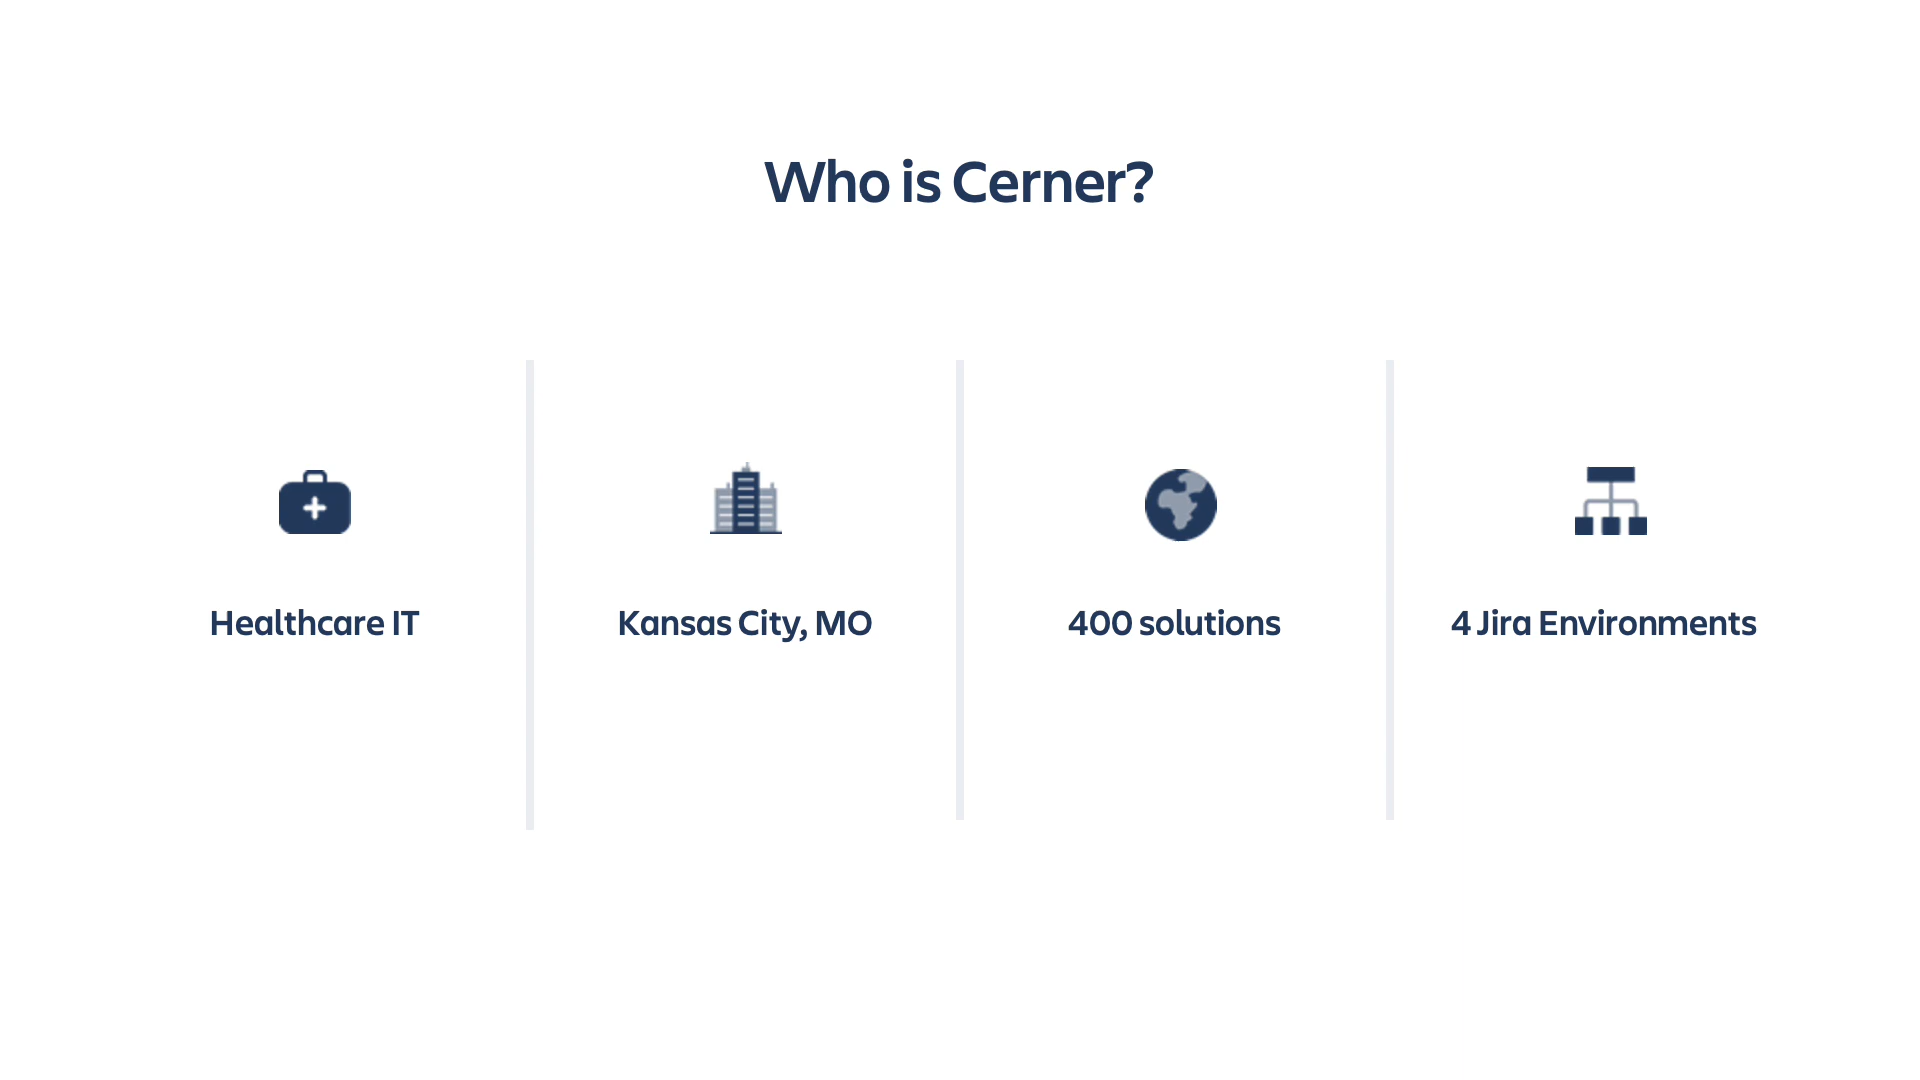 Who is Cerner?
Healthcare IT
Kansas City, MO
400 solutions
4 Jira Environments